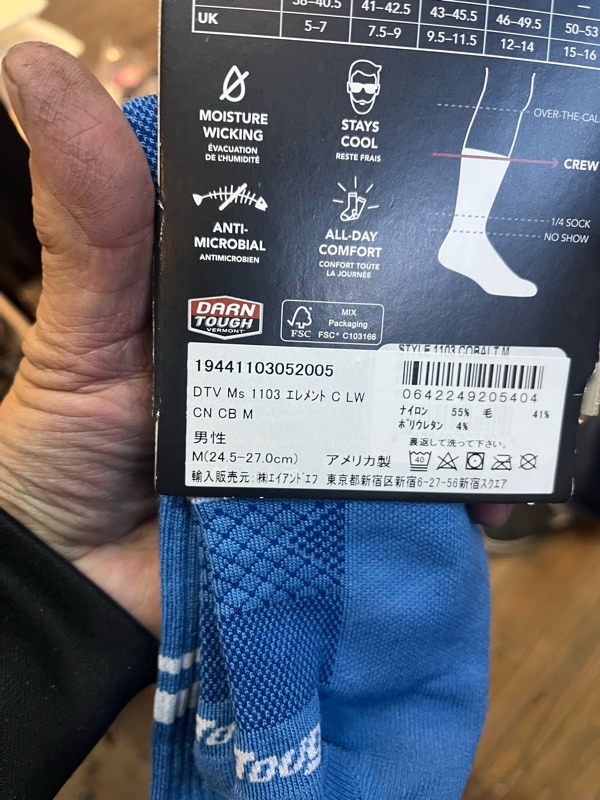 38-40.5 41-42.5 43-45.5 46-49.5 50-53
UK 5-7 7.5-9 9.5-11.5 12-14 15-16
MOISTURE
WICKING
ÉVACUATION
DE L'HUMIDITÉ
STAYS
COOL
RESTE FRAIS
ANTI-
MICROBIAL
ANTIMICROBIEN
ALL-DAY
COMFORT
CONFORT TOUTE
LA JOURNÉE
OVER-THE-CAL
CREW
1/4 SOCK
NO SHOW
DARN
TOUGH
VERMONT
FSC
MIX
Packaging
FSC® C103166
STYLE 1103 COBALT M
19441103052005
DTV Ms 1103 エレメント C LW
CN CB M
男性
M(24.5-27.0cm) アメリカ製
輸入販売元:㈱エイアンドエフ 東京都新宿区新宿6-27-56新宿スクエア
0642249205404
ナイロン 55% 毛 41%
ポリウレタン 4%
裏返して洗って下さい。
40
TO
TOUG